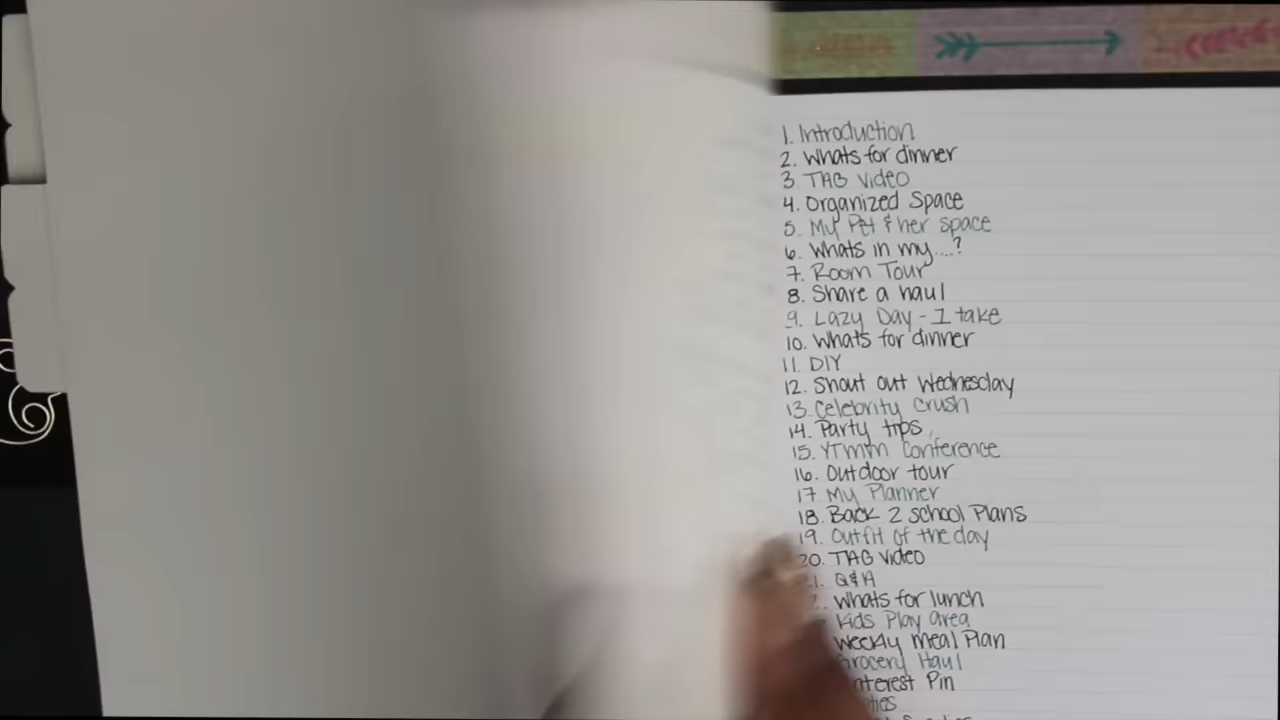 1. Introduction
2. Whats for dinner
3. TAG Video
4. Organized Space
5. My Pet & her space
6. Whats in my....?
7. Room Tour
8. Share a haul
9. Lazy Day - 1 take
10. Whats for dinner
11. DIY
12. Shout out Wednesday
13. Celebrity Crush
14. Party tips
15. YTMM Conference
16. Outdoor tour
17. My Planner
18. Back 2 School Plans
19. Outfit of the day
20. TAG Video
1. Q&A
Whats for lunch
Kids Play area
Weekly Meal Plan
Grocery Haul
nterest Pin